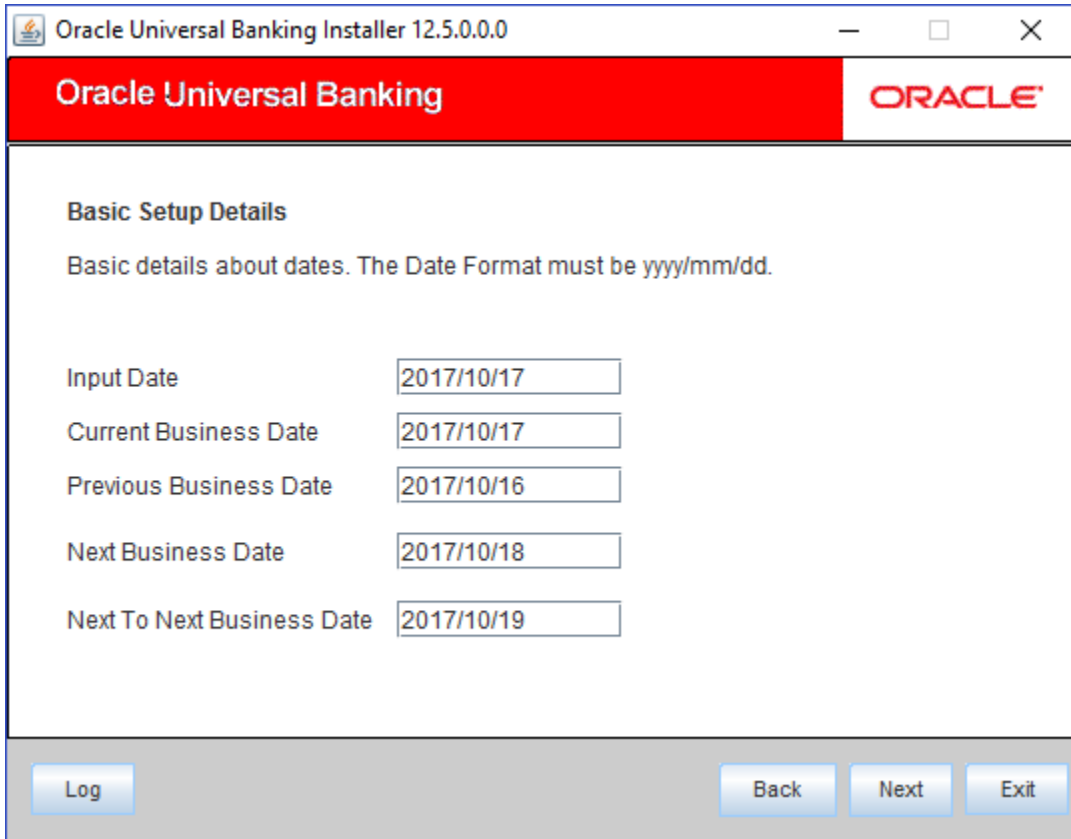 Oracle Universal Banking Installer 12.5.0.0.0
Oracle Universal Banking
ORACLE
Basic Setup Details
Basic details about dates. The Date Format must be yyyy/mm/dd.
Input Date 2017/10/17
Current Business Date 2017/10/17
Previous Business Date 2017/10/16
Next Business Date 2017/10/18
Next To Next Business Date 2017/10/19
Log Back Next Exit